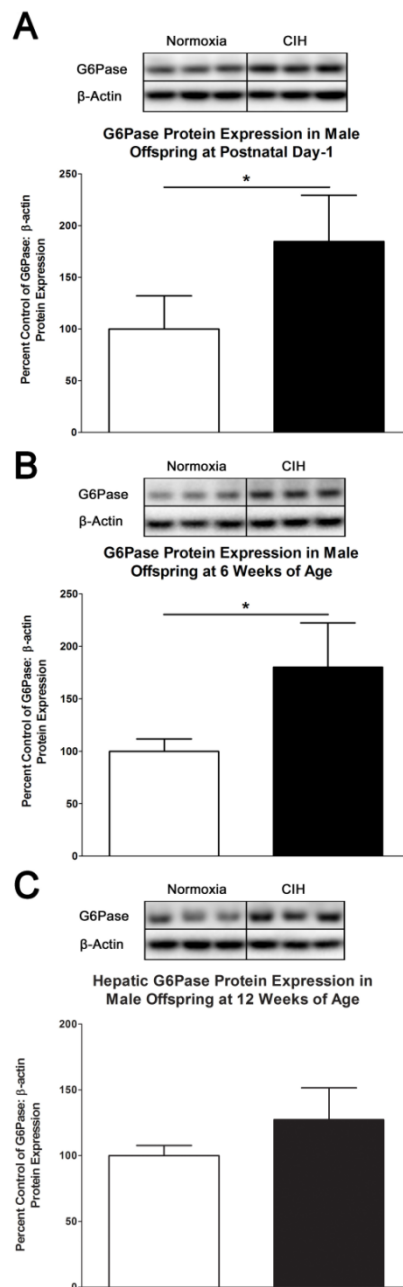 A
Normoxia CIH
G6Pase
β-Actin
G6Pase Protein Expression in Male
Offspring at Postnatal Day-1
Percent Control of G6Pase: β-actin
Protein Expression
250
200
150
100
50
0
*
B
Normoxia CIH
G6Pase
β-Actin
G6Pase Protein Expression in Male
Offspring at 6 Weeks of Age
Percent Control of G6Pase: β-actin
Protein Expression
250
200
150
100
50
0
*
C
Normoxia CIH
G6Pase
β-Actin
Hepatic G6Pase Protein Expression in
Male Offspring at 12 Weeks of Age
Percent Control of G6Pase: β-actin
Protein Expression
200
150
100
50
0